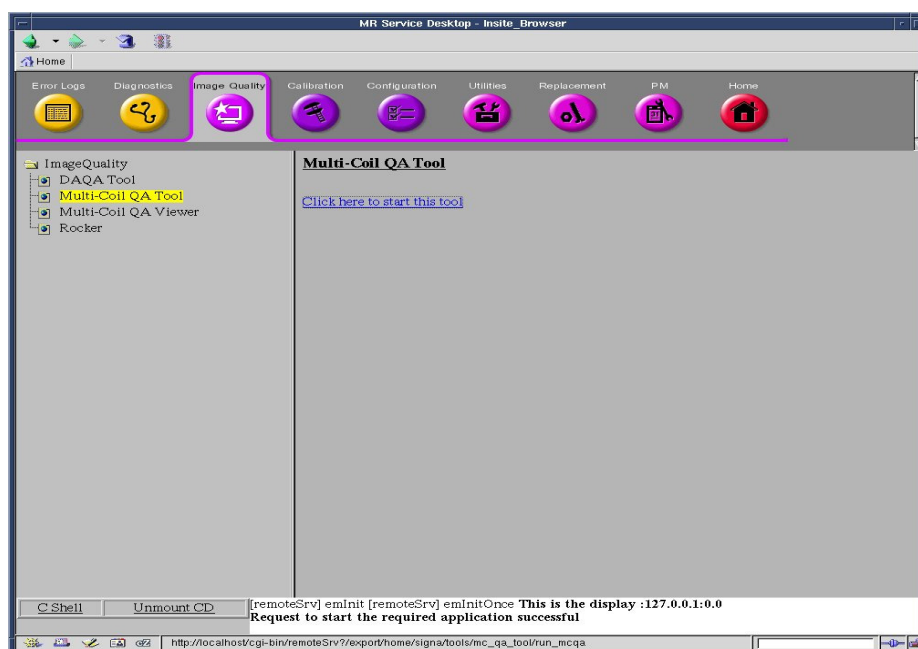 MR Service Desktop - Insite_Browser
Home
Error Logs Diagnostics Image Quality Calibration Configuration Utilities Replacement PM Home
ImageQuality
DAQA Tool
Multi-Coil QA Tool
Multi-Coil QA Viewer
Rocker
Multi-Coil QA Tool
Click here to start this tool
C Shell Unmount CD
[remoteSrv] emInit [remoteSrv] emInitOnce This is the display :127.0.0.1:0.0
Request to start the required application successful
http://localhost/cgi-bin/remoteSrv?/export/home/signa/tools/mc_qa_tool/run_mcqa